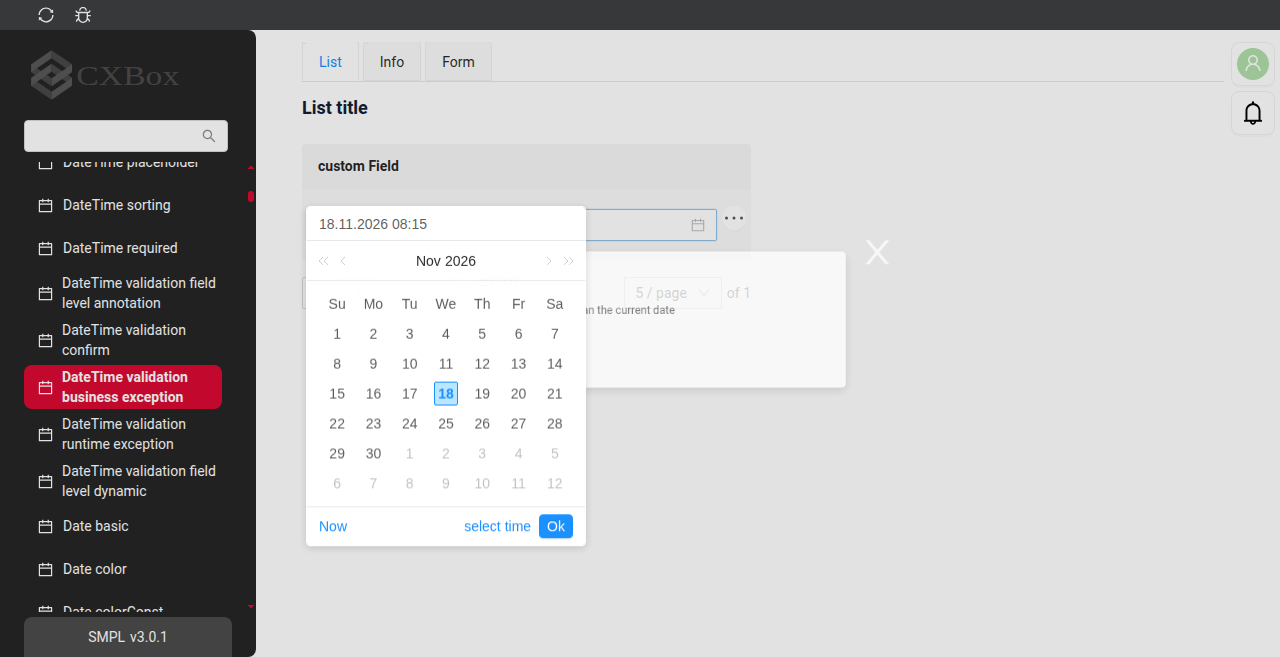 CXBox
DateTime placeholder
DateTime sorting
DateTime required
DateTime validation field
level annotation
DateTime validation
confirm
DateTime validation
business exception
DateTime validation
runtime exception
DateTime validation field
level dynamic
Date basic
Date color
Date colorConst
SMPL v3.0.1
List
Info
Form
List title
custom Field
18.11.2026 08:15
Nov 2026
Su Mo Tu We Th Fr Sa
1 2 3 4 5 6 7
8 9 10 11 12 13 14
15 16 17 18 19 20 21
22 23 24 25 26 27 28
29 30 1 2 3 4 5
6 7 8 9 10 11 12
Now select time Ok
5 / page of 1
the current date